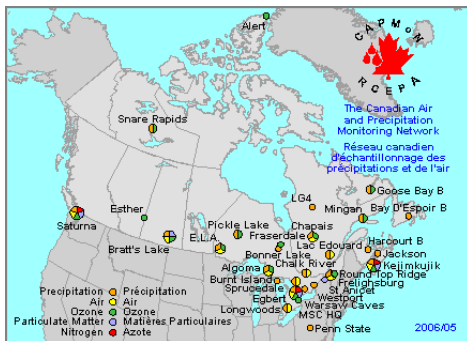 Alert
CAPMoN
RCEPA
The Canadian Air
and Precipitation
Monitoring Network
Réseau canadien
d'échantillonnage des
précipitations et de l'air
Snare Rapids
LG4
Goose Bay B
Mingan
Bay D'Espoir B
Esther
Pickle Lake
Chapais
Saturna
Fraserdale
Bratt's Lake
E.L.A.
Lac Edouard
Harcourt B
Bonner Lake
Jackson
Chalk River
Kejimkujik
Algoma
Round Top Ridge
Burnt Island
Frelighsburg
Sprucedale
St Anicet
Egbert
Westport
Warsaw Caves
Longwoods
MSC HQ
Penn State
Precipitation Précipitation
Air Air
Ozone Ozone
Particulate Matter Matières Particulaires
Nitrogen Azote
2006/05